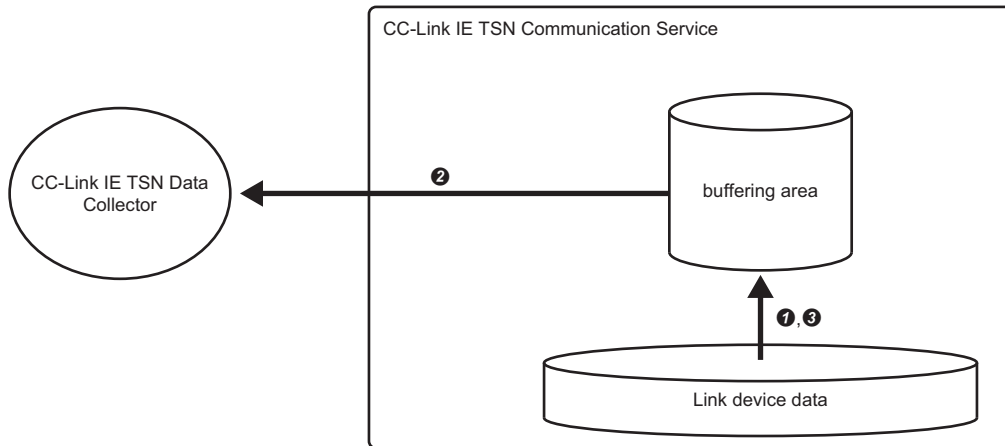 CC-Link IE TSN Communication Service
CC-Link IE TSN Data
Collector
❷
buffering area
❶,❸
Link device data